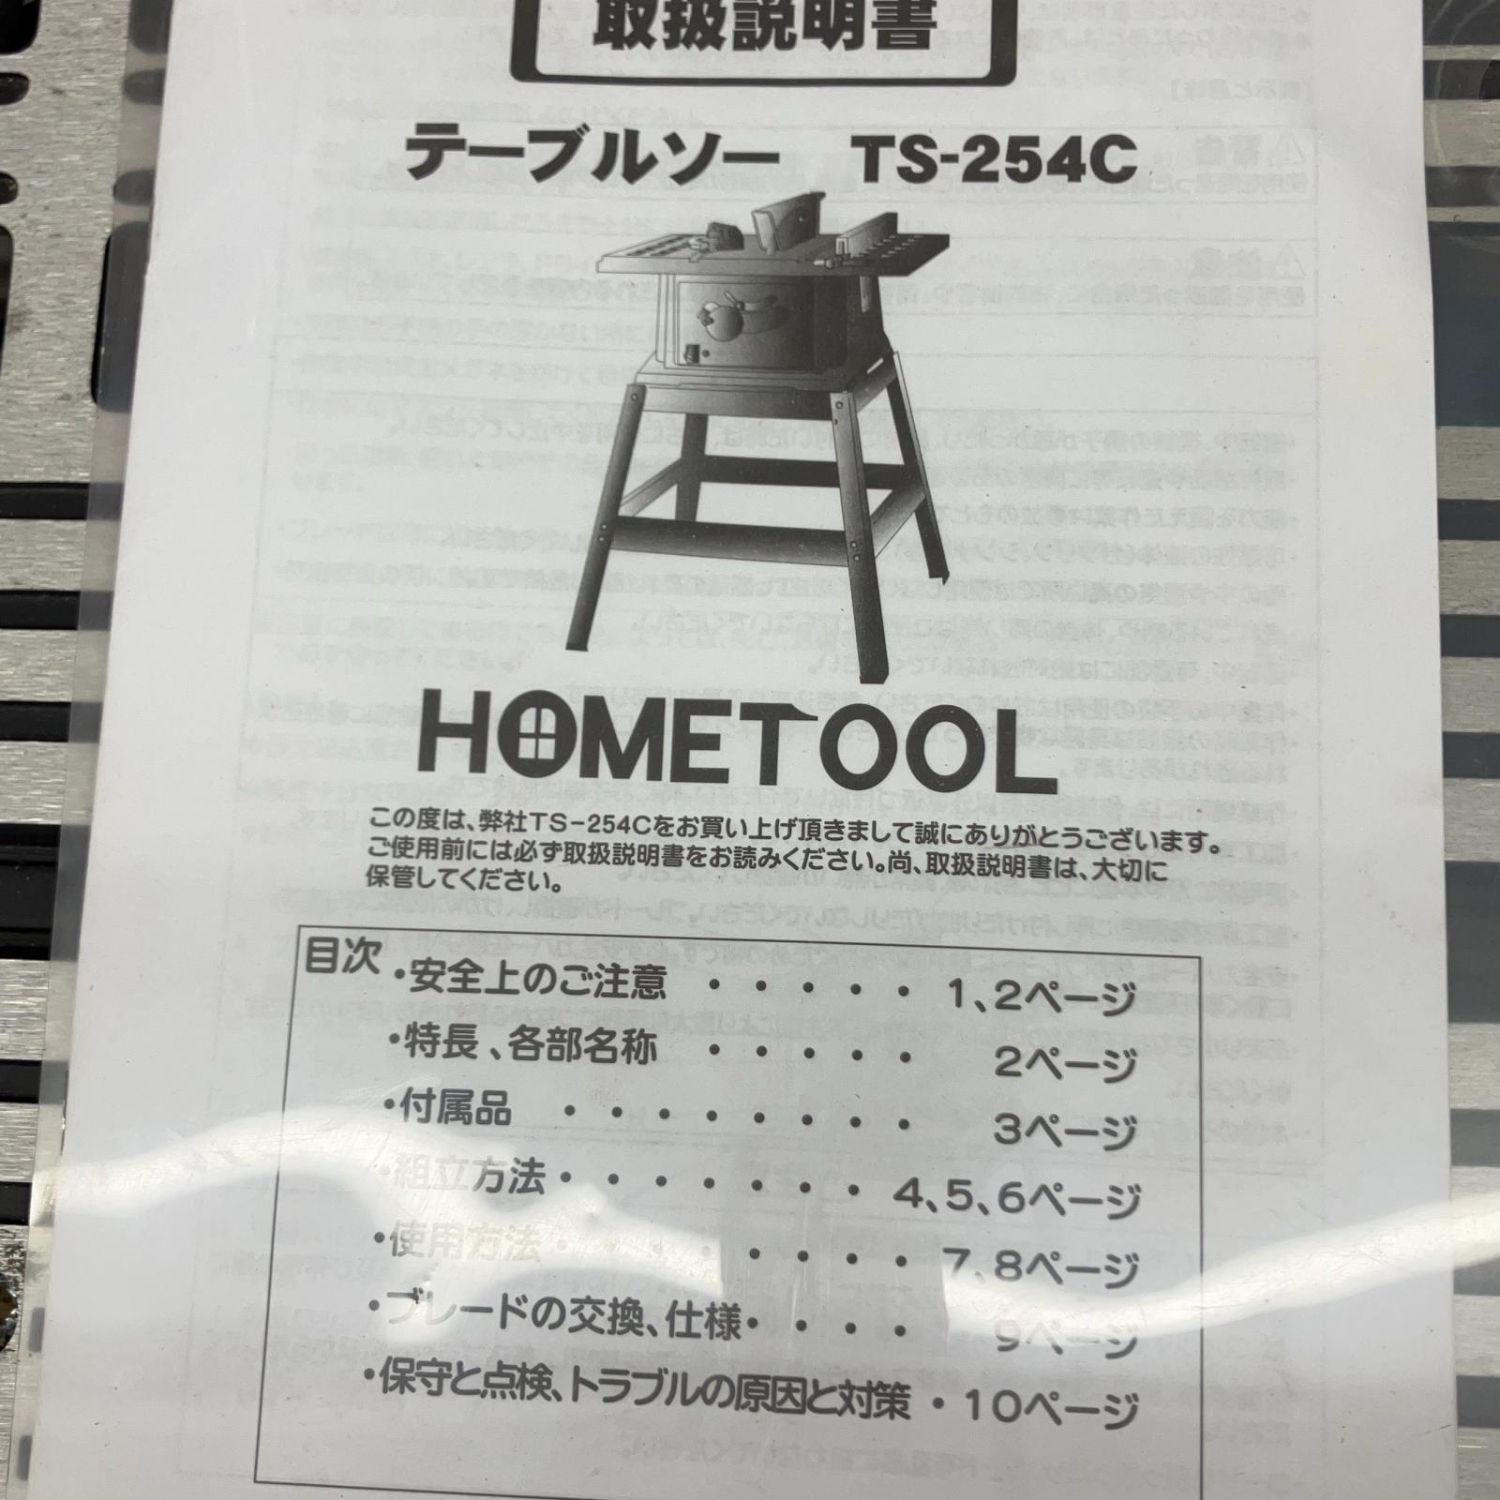 取扱説明書
テーブルソー TS-254C
HOMETOOL
この度は、弊社TS-254Cをお買い上げ頂きまして誠にありがとうございます。
ご使用前には必ず取扱説明書をお読みください。尚、取扱説明書は、大切に
保管してください。
目次
・安全上のご注意 ・・・・・ 1、2ページ
・特長、各部名称 ・・・・・ 2ページ
・付属品 ・・・・・・・・ 3ページ
・組立方法・・・・・・・・ 4、5、6ページ
・使用方法・・・・・・・・ 7、8ページ
・ブレードの交換、仕様・・・・ 9ページ
・保守と点検、トラブルの原因と対策 ・10ページ